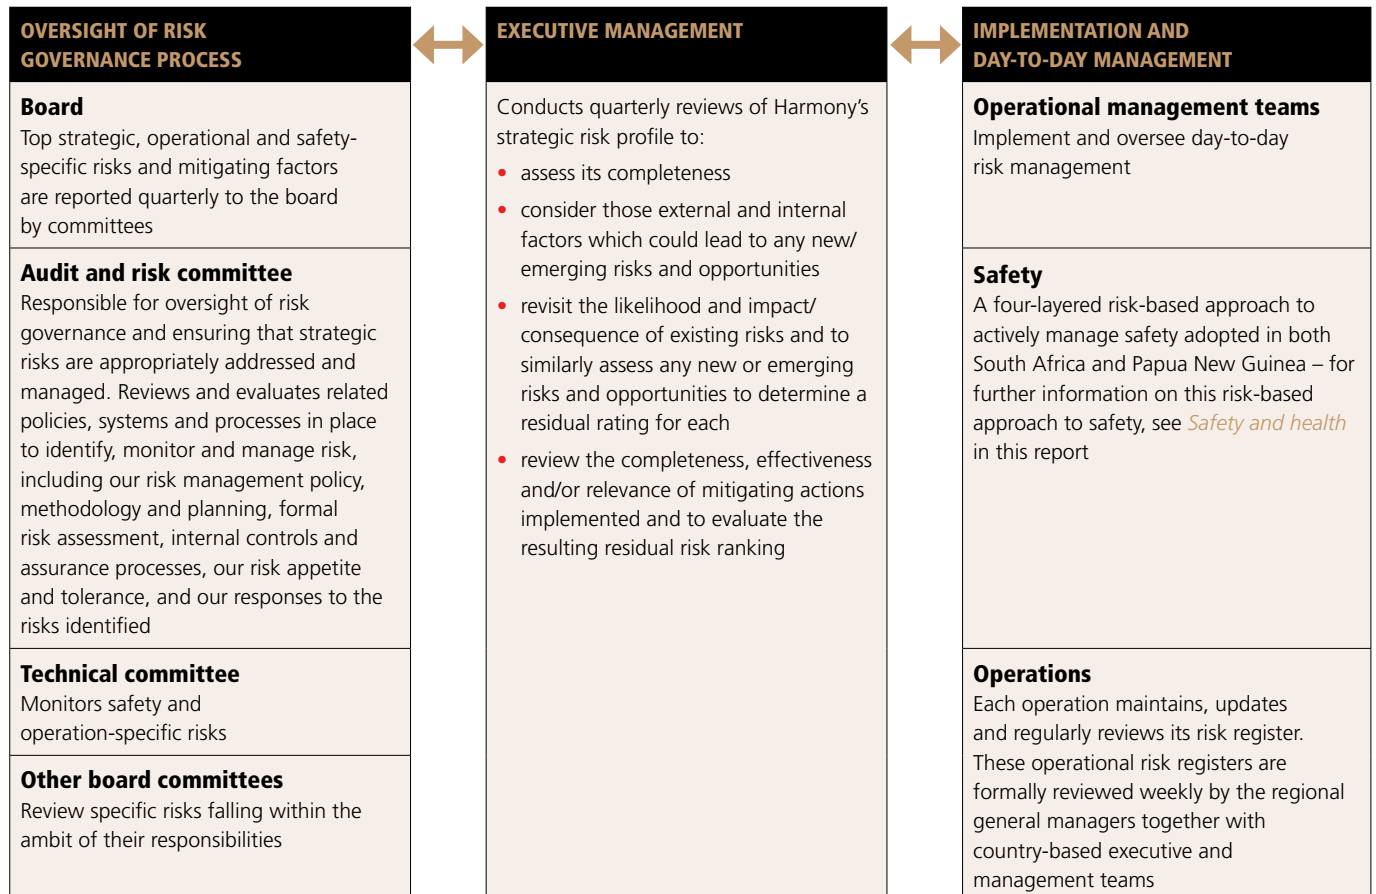 OVERSIGHT OF RISK
GOVERNANCE PROCESS
Board
Top strategic, operational and safety-
specific risks and mitigating factors
are reported quarterly to the board
by committees
Audit and risk committee
Responsible for oversight of risk
governance and ensuring that strategic
risks are appropriately addressed and
managed. Reviews and evaluates related
policies, systems and processes in place
to identify, monitor and manage risk,
including our risk management policy,
methodology and planning, formal
risk assessment, internal controls and
assurance processes, our risk appetite
and tolerance, and our responses to the
risks identified
Technical committee
Monitors safety and
operation-specific risks
Other board committees
Review specific risks falling within the
ambit of their responsibilities
EXECUTIVE MANAGEMENT
Conducts quarterly reviews of Harmony’s
strategic risk profile to:
• assess its completeness
• consider those external and internal
factors which could lead to any new/
emerging risks and opportunities
• revisit the likelihood and impact/
consequence of existing risks and to
similarly assess any new or emerging
risks and opportunities to determine a
residual rating for each
• review the completeness, effectiveness
and/or relevance of mitigating actions
implemented and to evaluate the
resulting residual risk ranking
IMPLEMENTATION AND
DAY-TO-DAY MANAGEMENT
Operational management teams
Implement and oversee day-to-day
risk management
Safety
A four-layered risk-based approach to
actively manage safety adopted in both
South Africa and Papua New Guinea – for
further information on this risk-based
approach to safety, see Safety and health
in this report
Operations
Each operation maintains, updates
and regularly reviews its risk register.
These operational risk registers are
formally reviewed weekly by the regional
general managers together with
country-based executive and
management teams